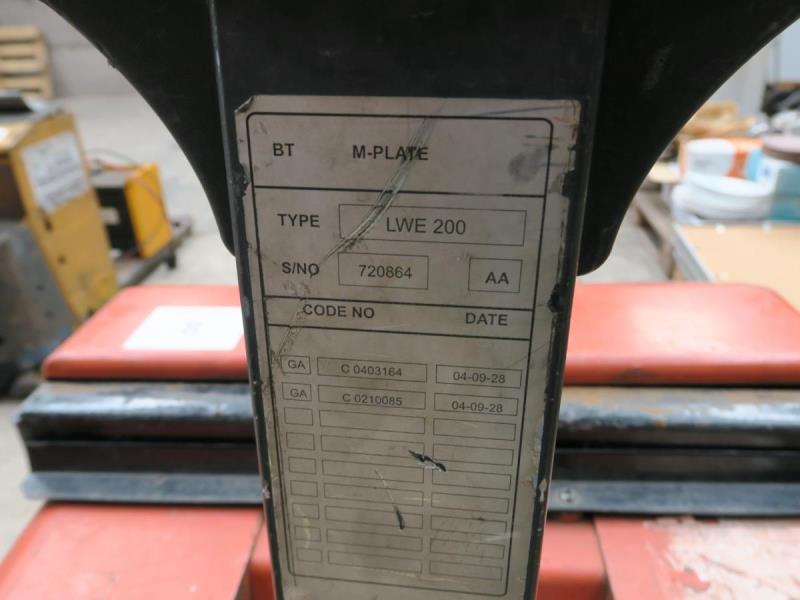 BT M-PLATE
TYPE LWE 200
S/NO 720864 AA
CODE NO DATE
GA C 0403164 04-09-28
GA C 0210085 04-09-28